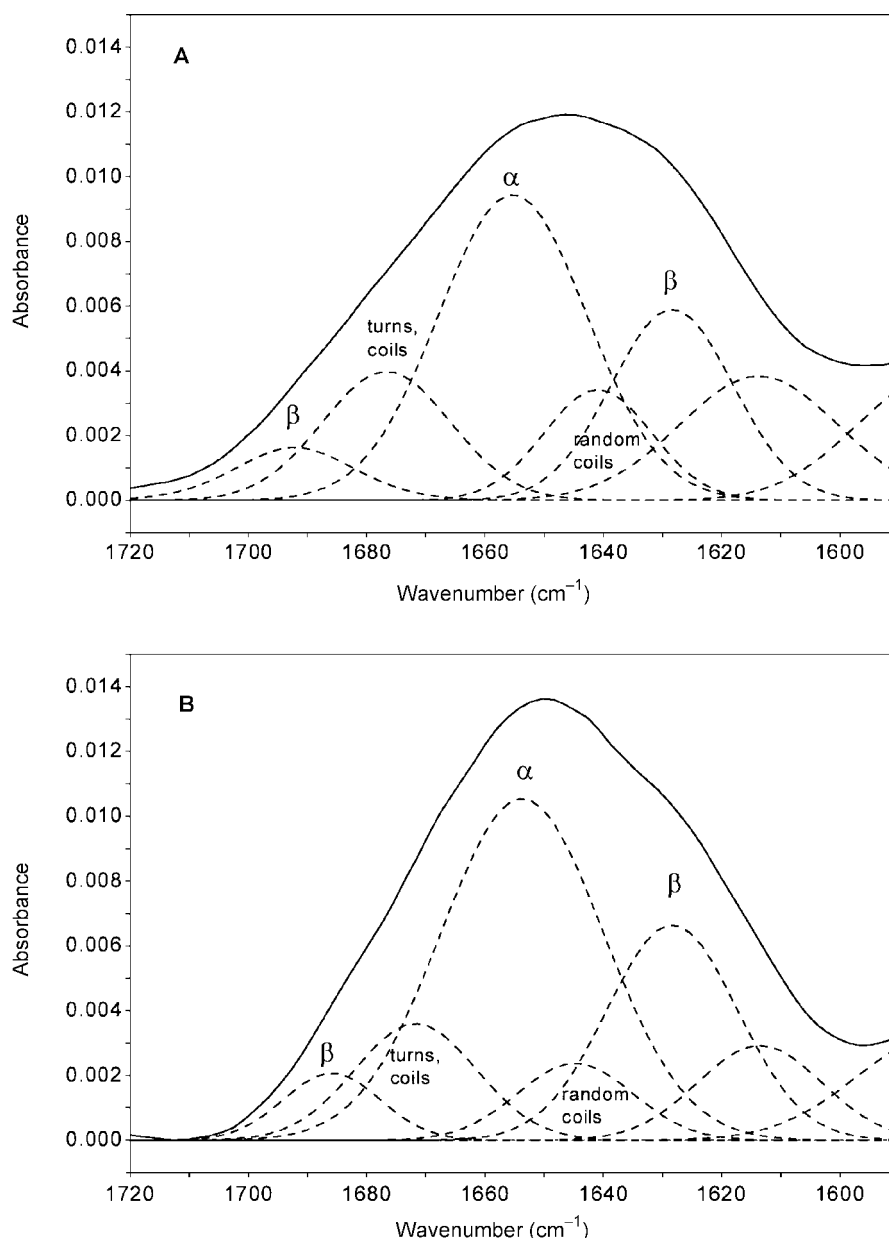 A
0.014
0.012
0.010
0.008
0.006
0.004
0.002
0.000
Absorbance
α
β
turns,
coils
β
random
coils
1720 1700 1680 1660 1640 1620 1600
Wavenumber (cm⁻¹)
B
0.014
0.012
0.010
0.008
0.006
0.004
0.002
0.000
Absorbance
α
β
β
turns,
coils
random
coils
1720 1700 1680 1660 1640 1620 1600
Wavenumber (cm⁻¹)